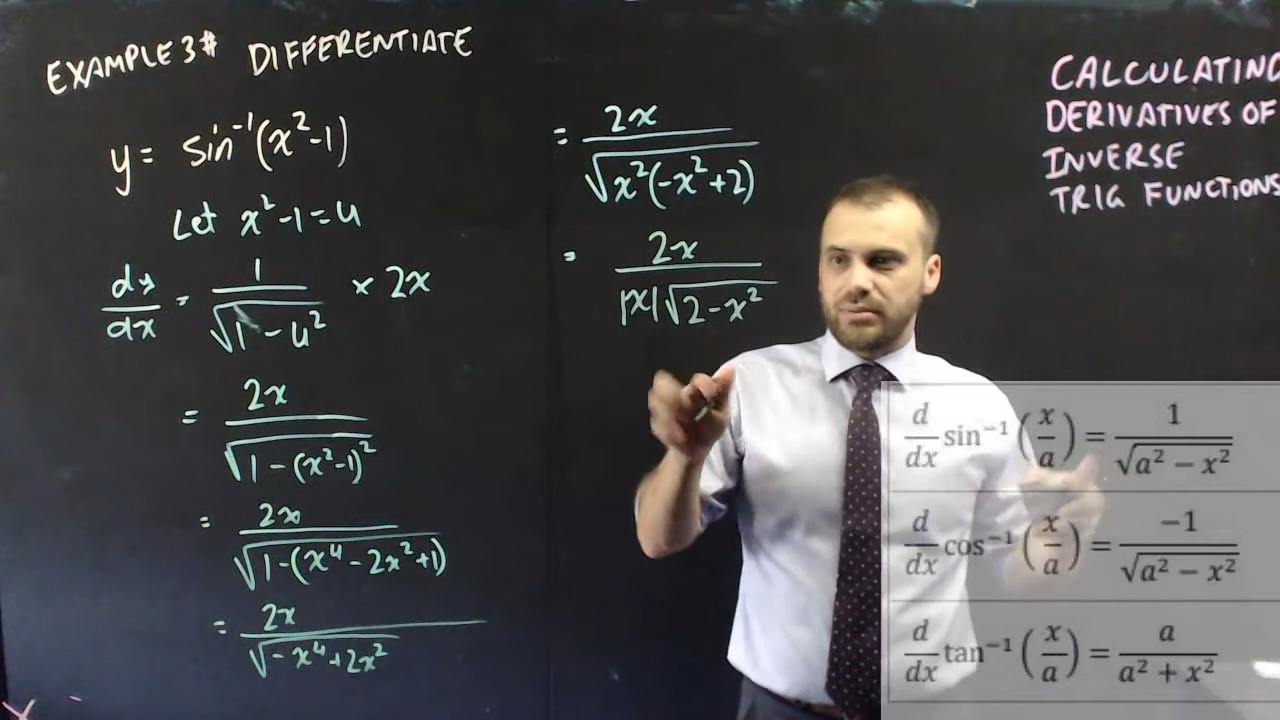 EXAMPLE 3# DIFFERENTIATE
y = sin⁻¹(x²-1)
Let x²-1 = u
dy/dx = 1/√(1-u²) × 2x
= 2x/√(1-(x²-1)²)
= 2x/√(1-(x⁴-2x²+1))
= 2x/√(-x⁴+2x²)
= 2x/√(x²(-x²+2))
= 2x/(|x|√(2-x²))
CALCULATING
DERIVATIVES OF
INVERSE
TRIG FUNCTIONS
d/dx sin⁻¹(x/a) = 1/√(a² − x²)
d/dx cos⁻¹(x/a) = −1/√(a² − x²)
d/dx tan⁻¹(x/a) = a/(a² + x²)